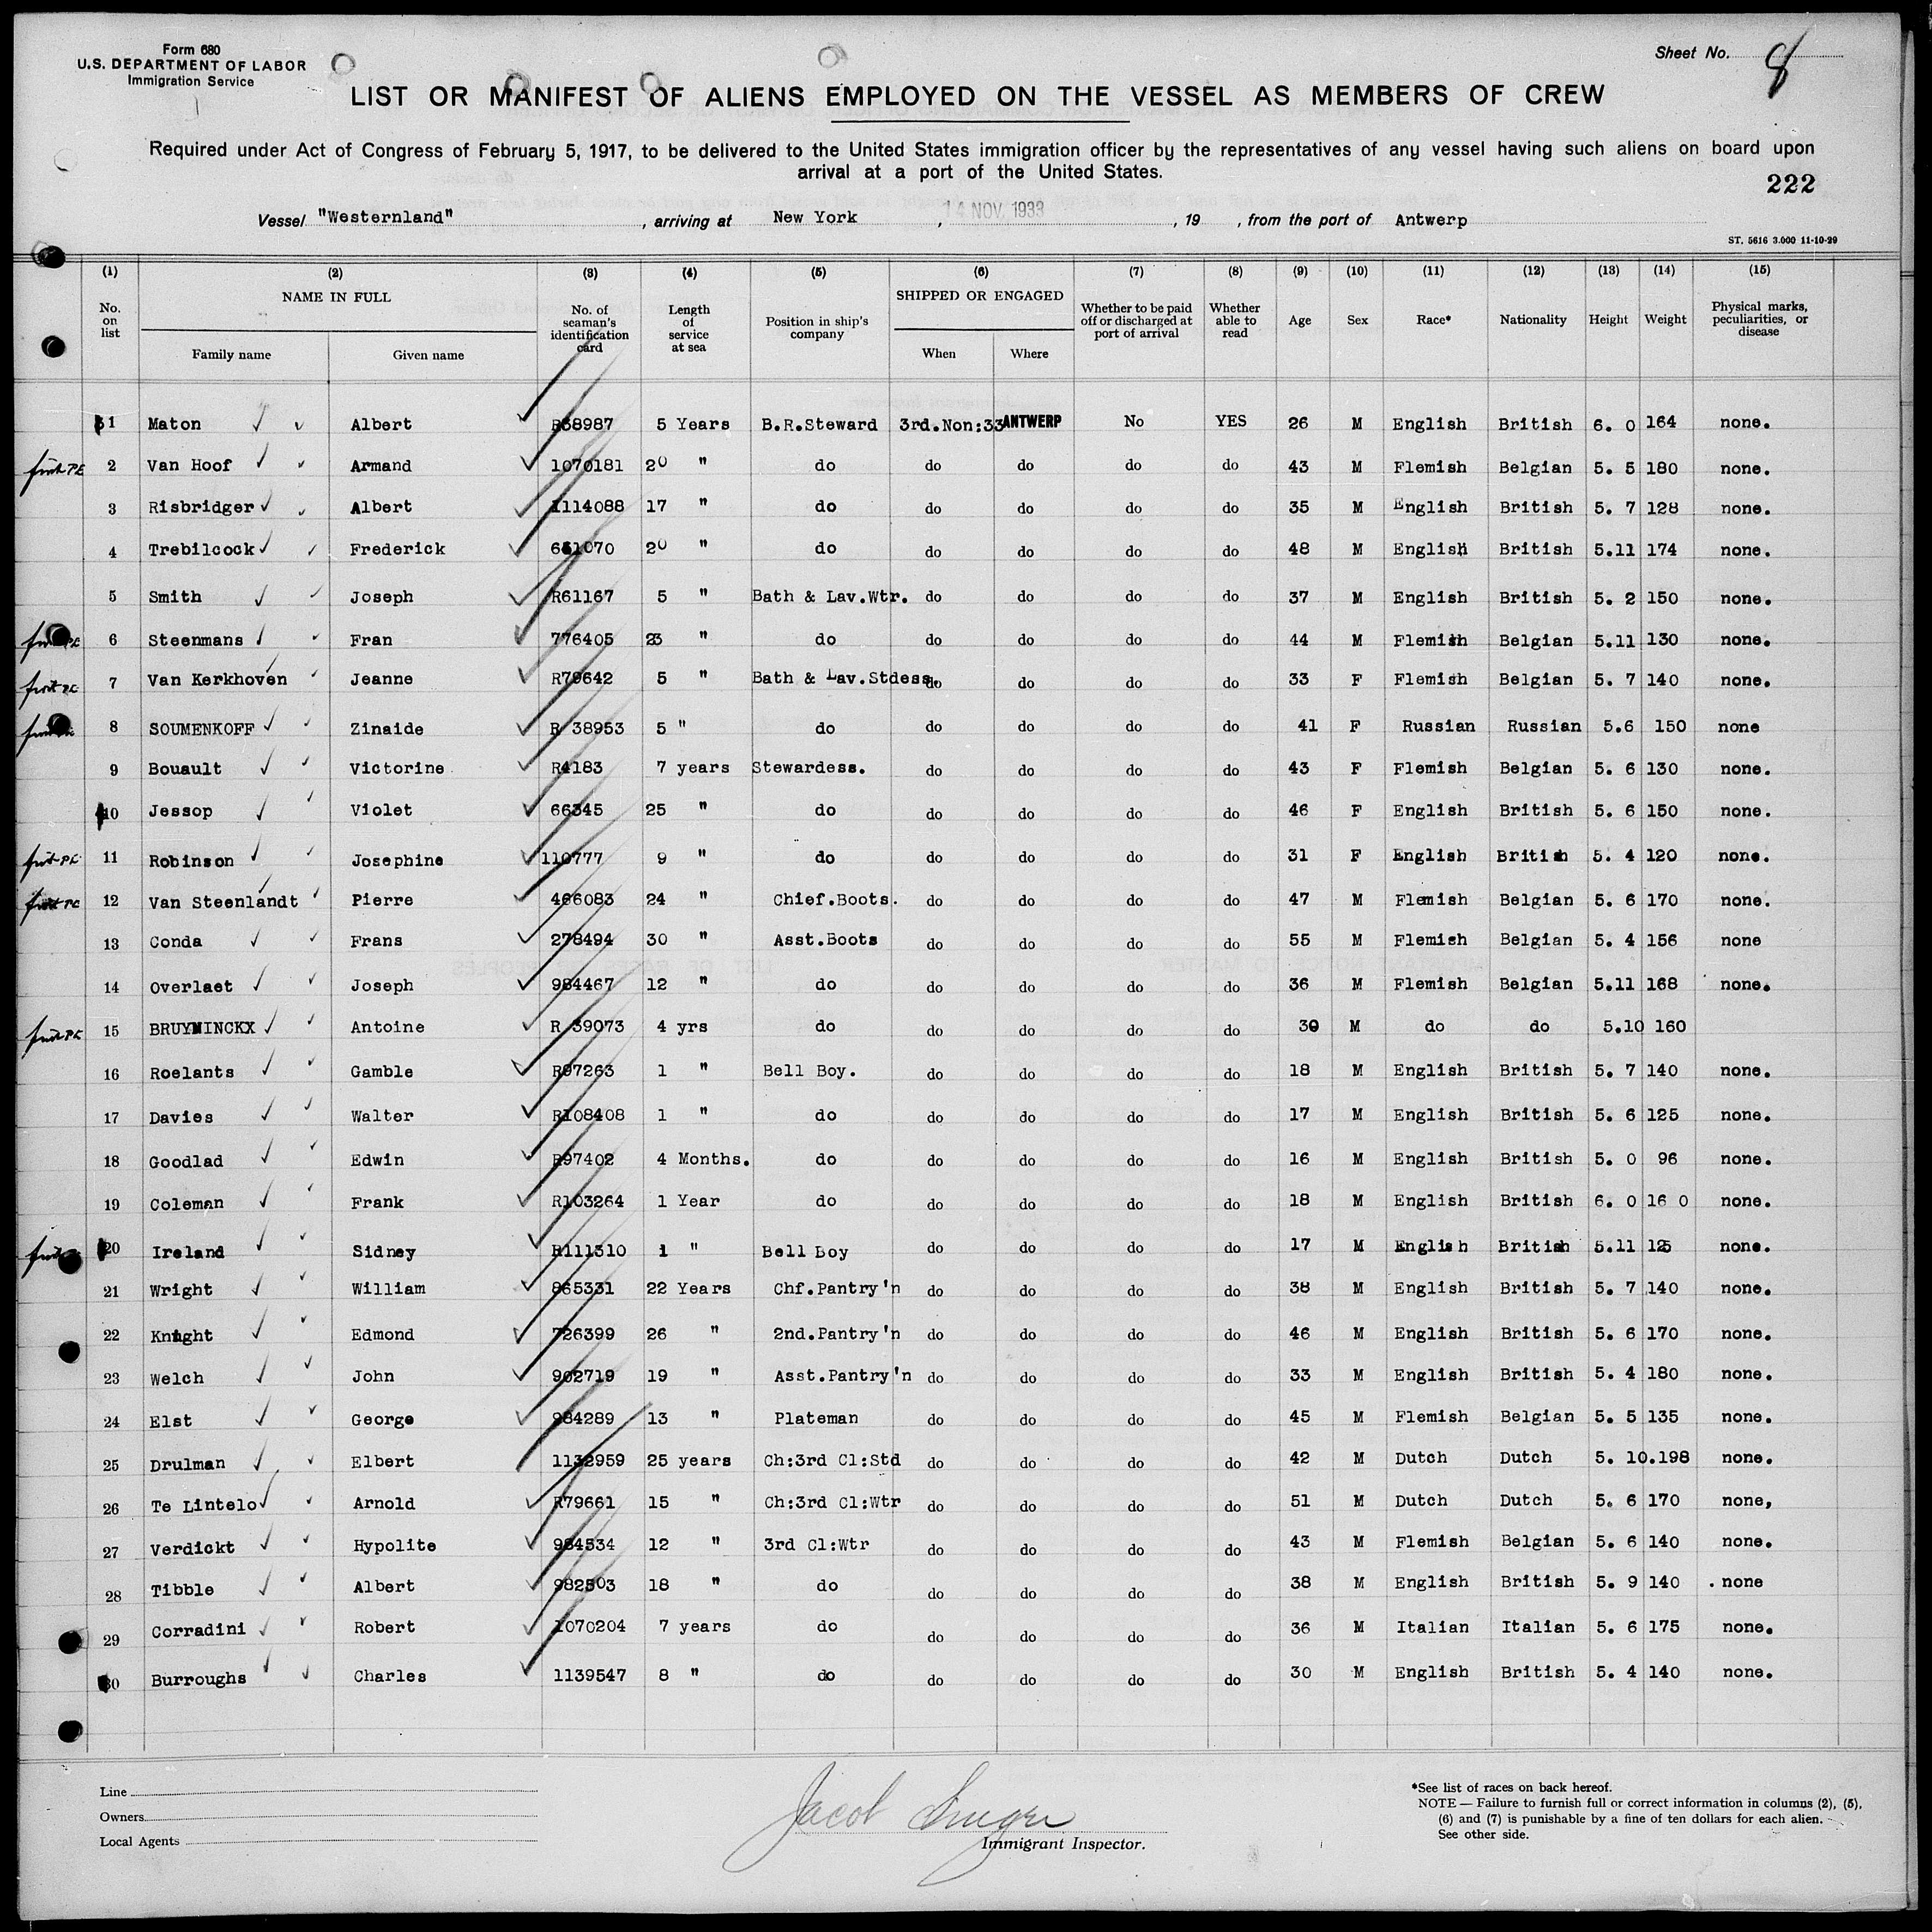 Form 680
U.S. DEPARTMENT OF LABOR
Immigration Service
Sheet No. 8
LIST OR MANIFEST OF ALIENS EMPLOYED ON THE VESSEL AS MEMBERS OF CREW
Required under Act of Congress of February 5, 1917, to be delivered to the United States immigration officer by the representatives of any vessel having such aliens on board upon
arrival at a port of the United States.
222
Vessel "Westernland" , arriving at New York , 14 NOV. 1933 , 19 , from the port of Antwerp
ST. 5616 3.000 11-10-29
(1) (2) (3) (4) (5) (6) (7) (8) (9) (10) (11) (12) (13) (14) (15)
No. on list NAME IN FULL Family name Given name No. of seaman's identification card Length of service at sea Position in ship's company SHIPPED OR ENGAGED When Where Whether to be paid off or discharged at port of arrival Whether able to read Age Sex Race* Nationality Height Weight Physical marks, peculiarities, or disease
1 Maton Albert R68987 5 Years B.R.Steward 3rd.Non:33 ANTWERP No YES 26 M English British 6. 0 164 none.
2 Van Hoof Armand 1070181 20 " do do do do do 43 M Flemish Belgian 5. 5 180 none.
3 Risbridger Albert 1114088 17 " do do do do do 35 M English British 5. 7 128 none.
4 Trebilcock Frederick 661070 20 " do do do do do 48 M English British 5.11 174 none.
5 Smith Joseph R61167 5 " Bath & Lav.Wtr. do do do do 37 M English British 5. 2 150 none.
6 Steenmans Fran 776405 23 " do do do do do 44 M Flemish Belgian 5.11 130 none.
7 Van Kerkhoven Jeanne R79642 5 " Bath & Lav.Stdess. do do do do 33 F Flemish Belgian 5. 7 140 none.
8 SOUMENKOFF Zinaide R 38953 5 " do do do do do 41 F Russian Russian 5.6 150 none
9 Bouault Victorine R4183 7 years Stewardess. do do do do 43 F Flemish Belgian 5. 6 130 none.
10 Jessop Violet 66345 25 " do do do do do 46 F English British 5. 6 150 none.
11 Robinson Josephine 110777 9 " do do do do do 31 F English British 5. 4 120 none.
12 Van Steenlandt Pierre 466083 24 " Chief.Boots. do do do do 47 M Flemish Belgian 5. 6 170 none.
13 Conda Frans 278494 30 " Asst.Boots do do do do 55 M Flemish Belgian 5. 4 156 none
14 Overlaet Joseph 984467 12 " do do do do do 36 M Flemish Belgian 5.11 168 none.
15 BRUYNINCKX Antoine R 39073 4 yrs do do do do do 30 M do do 5.10 160
16 Roelants Gamble R97263 1 " Bell Boy. do do do do 18 M English British 5. 7 140 none.
17 Davies Walter R108408 1 " do do do do do 17 M English British 5. 6 125 none.
18 Goodlad Edwin R97402 4 Months. do do do do do 16 M English British 5. 0 96 none.
19 Coleman Frank R103264 1 Year do do do do do 18 M English British 6. 0 16 0 none.
20 Ireland Sidney R111310 1 " Bell Boy do do do do 17 M English British 5.11 125 none.
21 Wright William 865331 22 Years Chf.Pantry'n do do do do 38 M English British 5. 7 140 none.
22 Knight Edmond 726399 26 " 2nd.Pantry'n do do do do 46 M English British 5. 6 170 none.
23 Welch John 902719 19 " Asst.Pantry'n do do do do 33 M English British 5. 4 180 none.
24 Elst George 984289 13 " Plateman do do do do 45 M Flemish Belgian 5. 5 135 none.
25 Drulman Elbert 1132959 25 years Ch:3rd Cl:Std do do do do 42 M Dutch Dutch 5. 10.198 none.
26 Te Lintelo Arnold R79661 15 " Ch:3rd Cl:Wtr do do do do 51 M Dutch Dutch 5. 6 170 none,
27 Verdickt Hypolite 984534 12 " 3rd Cl:Wtr do do do do 43 M Flemish Belgian 5. 6 140 none.
28 Tibble Albert 982503 18 " do do do do do 38 M English British 5. 9 140 . none
29 Corradini Robert 1070204 7 years do do do do do 36 M Italian Italian 5. 6 175 none.
30 Burroughs Charles 1139547 8 " do do do do do 30 M English British 5. 4 140 none.
Line
Owners
Local Agents
Jacob
Immigrant Inspector.
*See list of races on back hereof.
NOTE — Failure to furnish full or correct information in columns (2), (5),
(6) and (7) is punishable by a fine of ten dollars for each alien.
See other side.